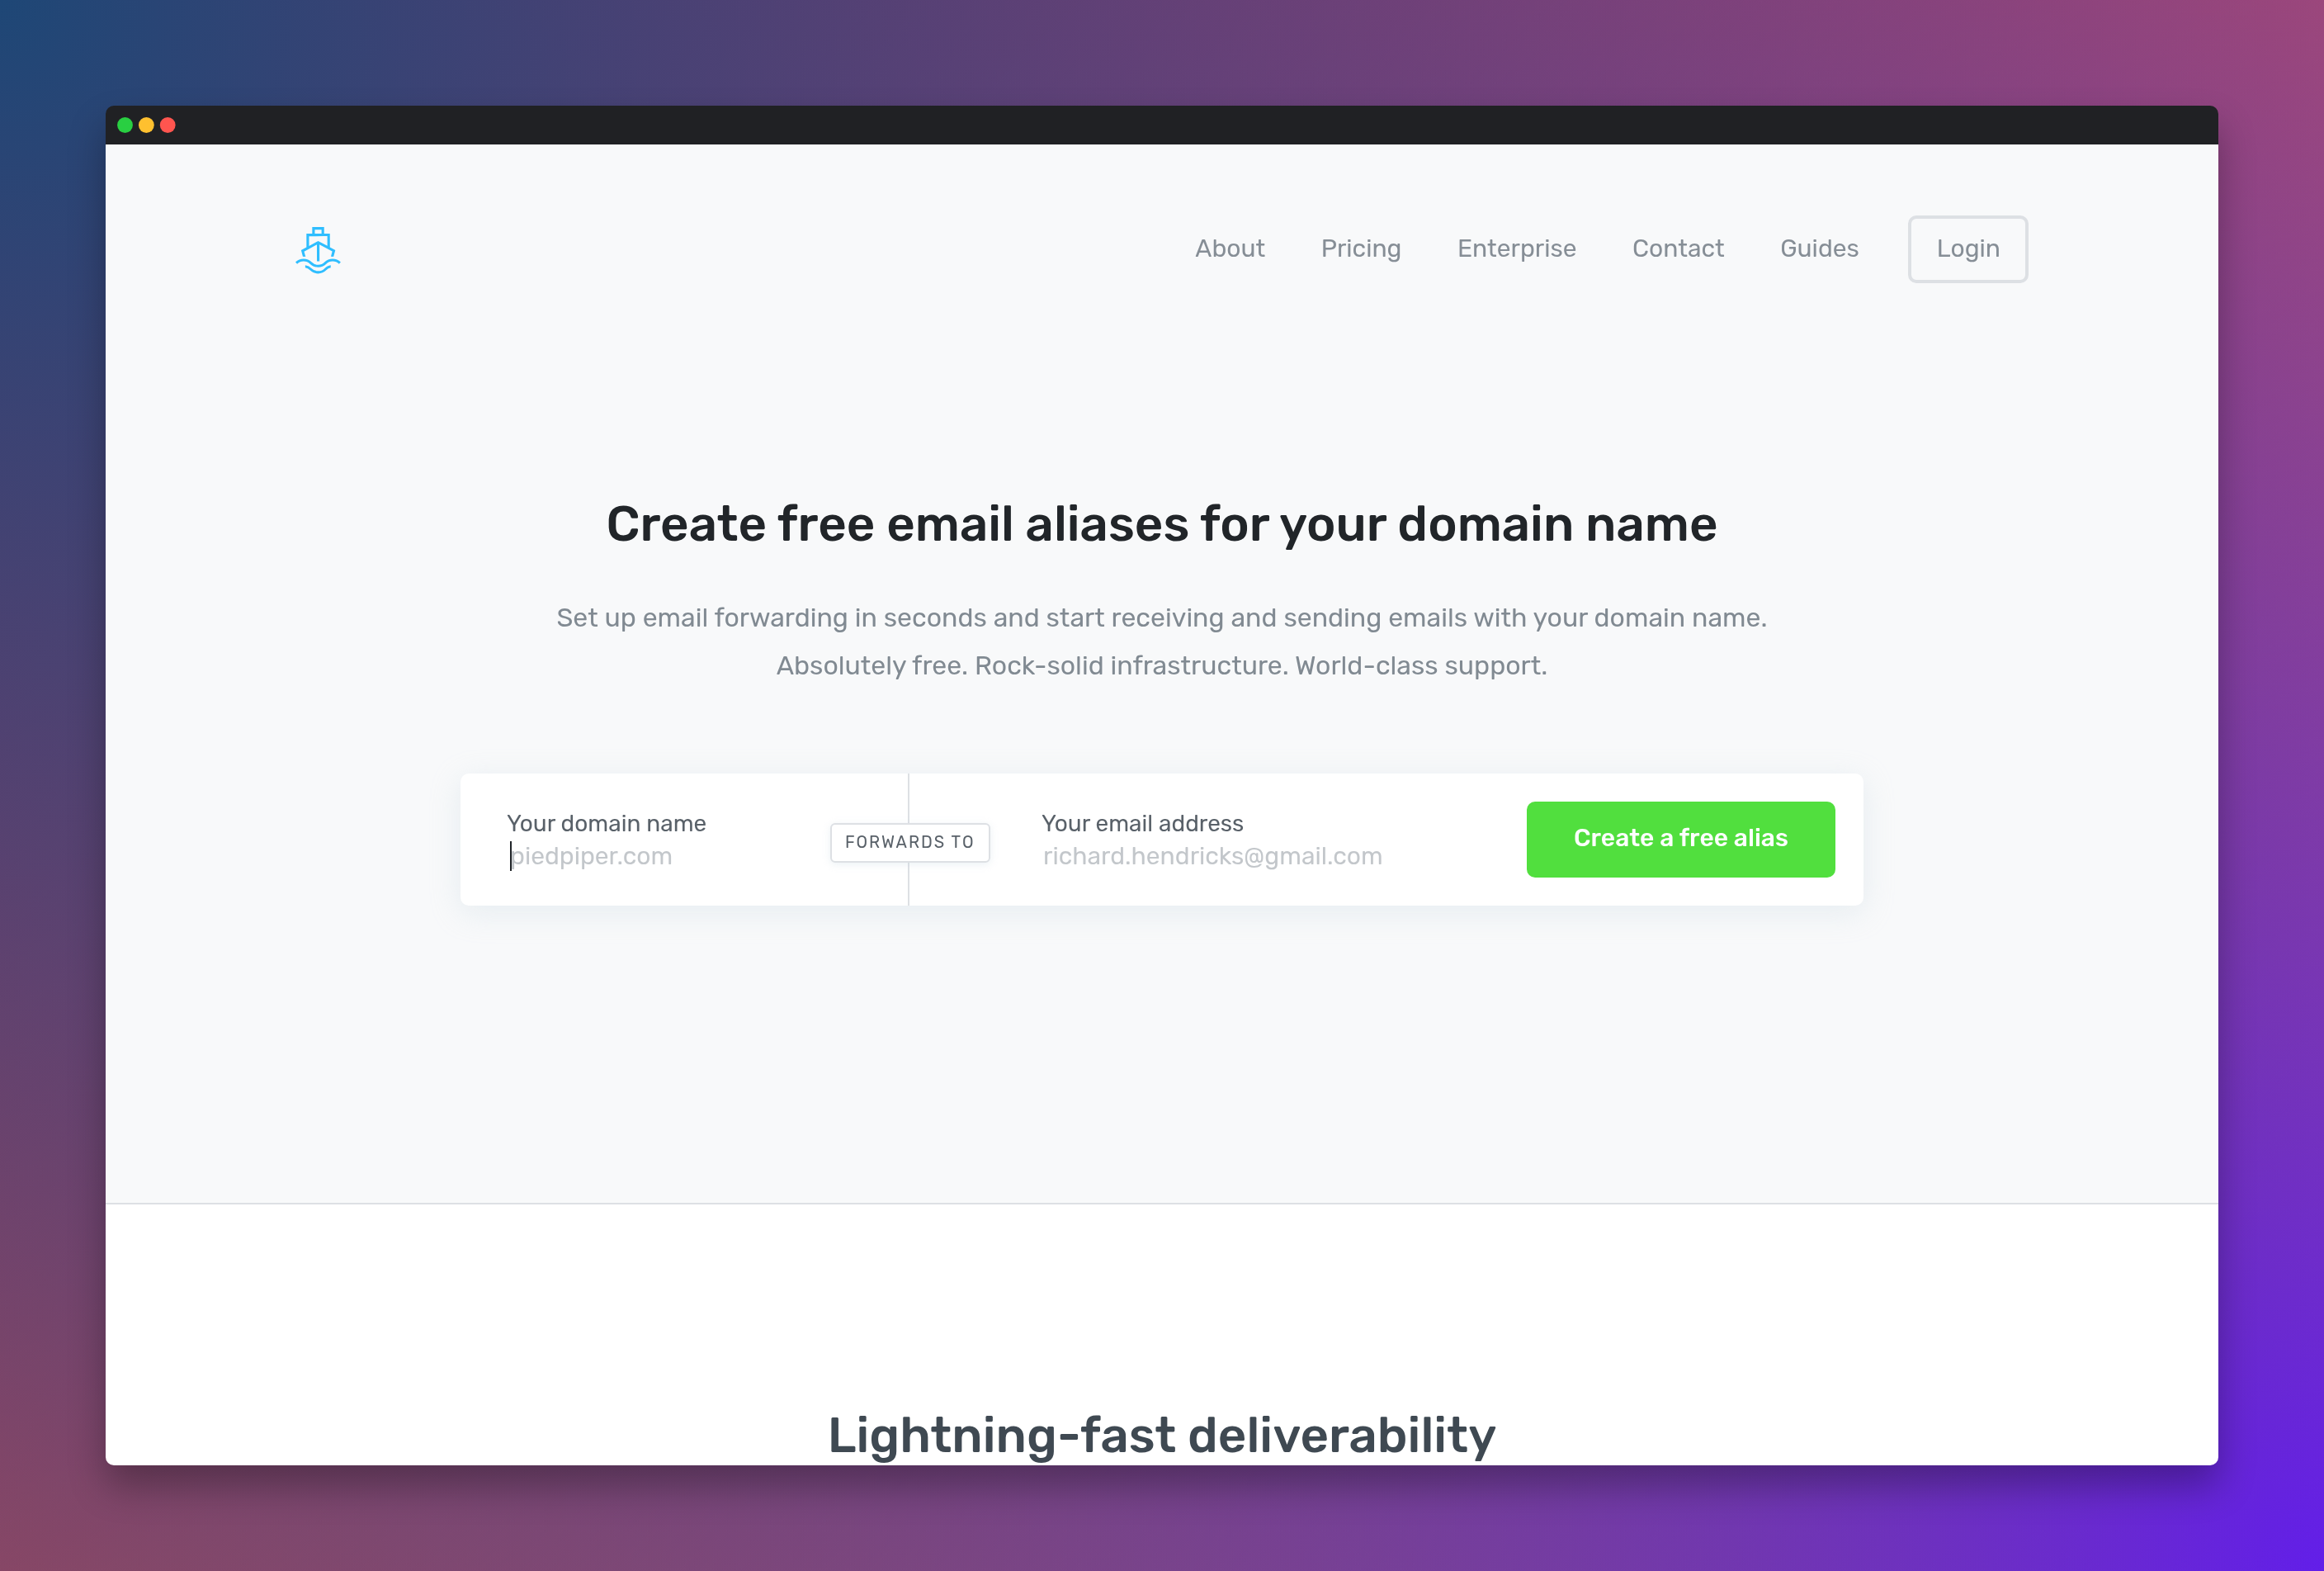 About Pricing Enterprise Contact Guides Login
Create free email aliases for your domain name
Set up email forwarding in seconds and start receiving and sending emails with your domain name.
Absolutely free. Rock-solid infrastructure. World-class support.
Your domain name
piedpiper.com
FORWARDS TO
Your email address
richard.hendricks@gmail.com
Create a free alias
Lightning-fast deliverability